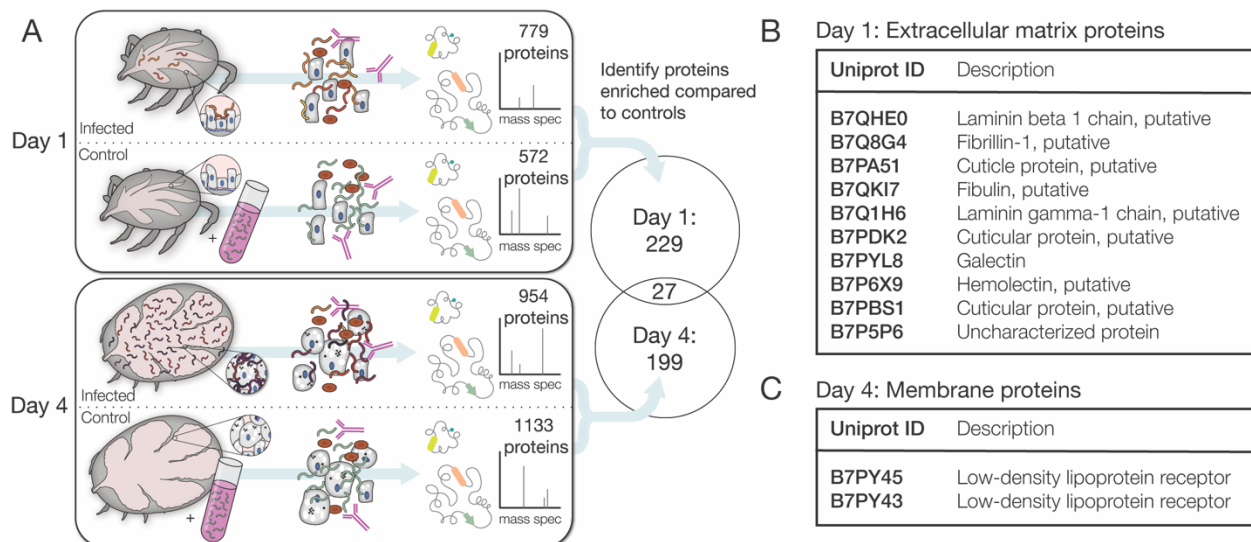 A
Day 1
779
proteins
mass spec
Infected
Control
572
proteins
+
mass spec
Day 4
954
proteins
mass spec
Infected
Control
1133
proteins
+
mass spec
Identify proteins
enriched compared
to controls
Day 1:
229
27
Day 4:
199
B
Day 1: Extracellular matrix proteins
Uniprot ID Description
B7QHE0 Laminin beta 1 chain, putative
B7Q8G4 Fibrillin-1, putative
B7PA51 Cuticle protein, putative
B7QKI7 Fibulin, putative
B7Q1H6 Laminin gamma-1 chain, putative
B7PDK2 Cuticular protein, putative
B7PYL8 Galectin
B7P6X9 Hemolectin, putative
B7PBS1 Cuticular protein, putative
B7P5P6 Uncharacterized protein
C
Day 4: Membrane proteins
Uniprot ID Description
B7PY45 Low-density lipoprotein receptor
B7PY43 Low-density lipoprotein receptor